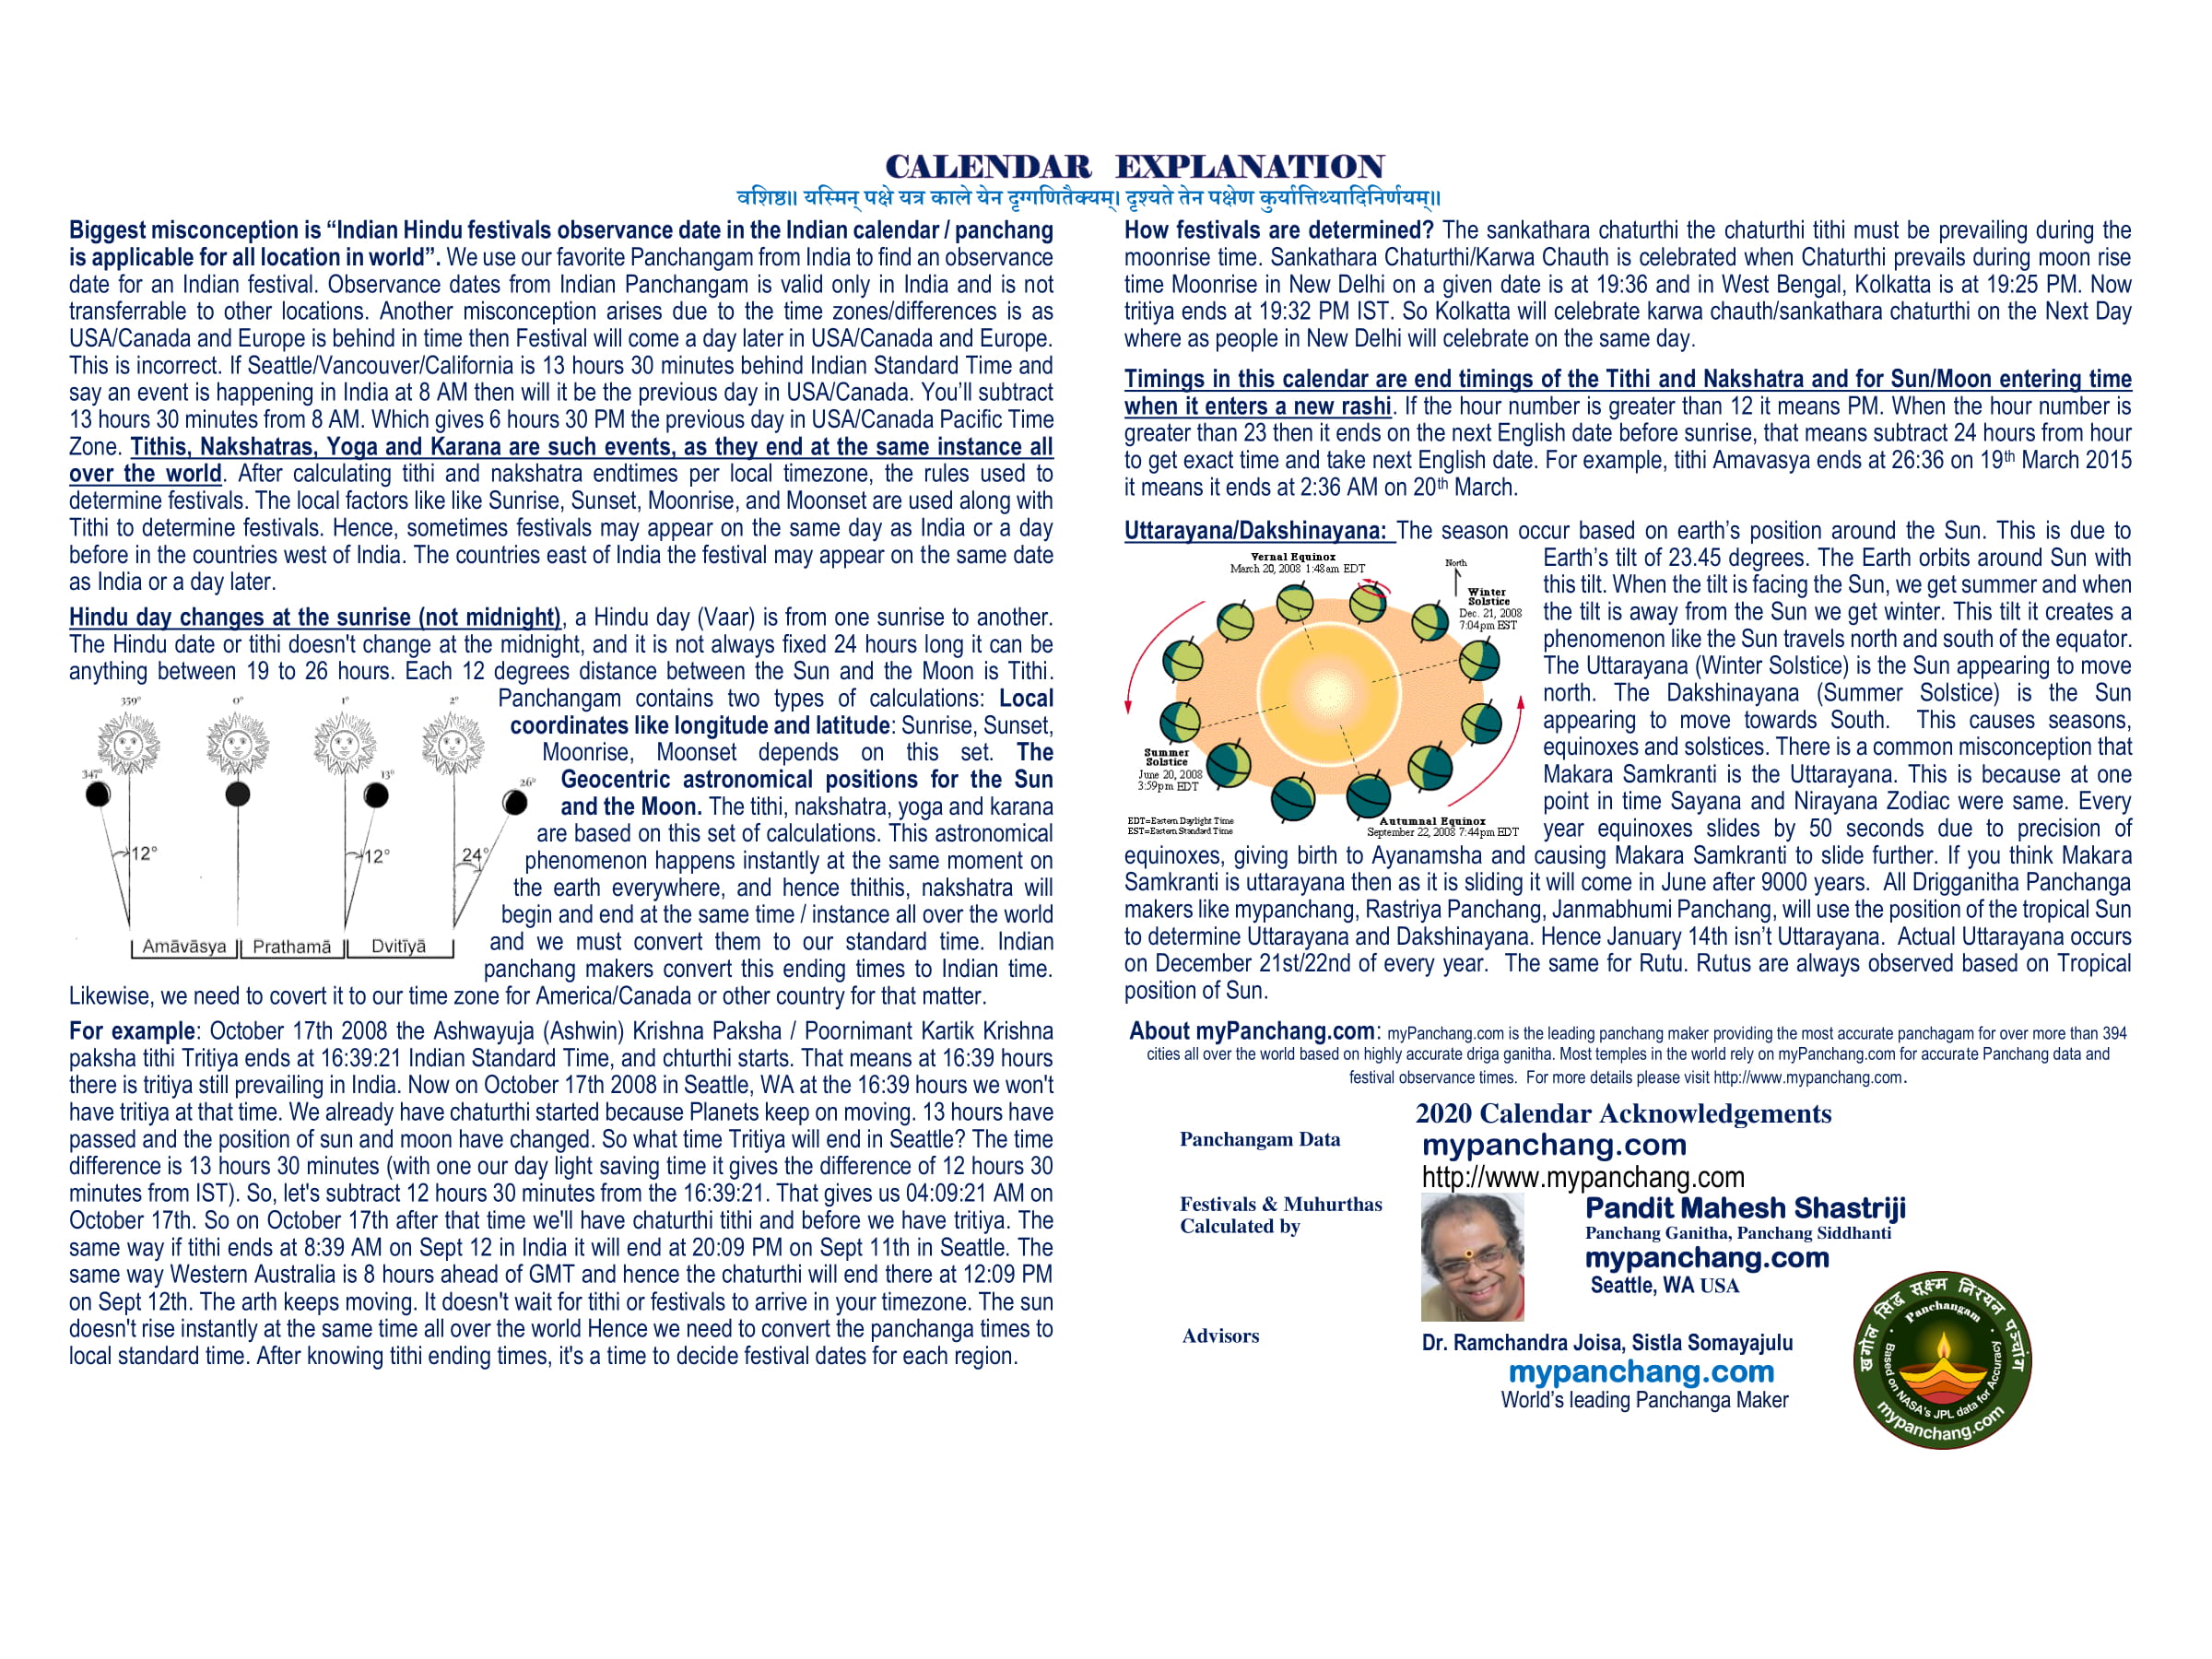 CALENDAR EXPLANATION
वशिष्ठ॥ यस्मिन् पक्षे यत्र काले येन दृग्गणितैक्यम्। दृश्यते तेन पक्षेण कुर्यात्तिथ्यादिनिर्णयम्॥
Biggest misconception is “Indian Hindu festivals observance date in the Indian calendar / panchang
is applicable for all location in world”. We use our favorite Panchangam from India to find an observance
date for an Indian festival. Observance dates from Indian Panchangam is valid only in India and is not
transferrable to other locations. Another misconception arises due to the time zones/differences is as
USA/Canada and Europe is behind in time then Festival will come a day later in USA/Canada and Europe.
This is incorrect. If Seattle/Vancouver/California is 13 hours 30 minutes behind Indian Standard Time and
say an event is happening in India at 8 AM then will it be the previous day in USA/Canada. You’ll subtract
13 hours 30 minutes from 8 AM. Which gives 6 hours 30 PM the previous day in USA/Canada Pacific Time
Zone. Tithis, Nakshatras, Yoga and Karana are such events, as they end at the same instance all
over the world. After calculating tithi and nakshatra endtimes per local timezone, the rules used to
determine festivals. The local factors like like Sunrise, Sunset, Moonrise, and Moonset are used along with
Tithi to determine festivals. Hence, sometimes festivals may appear on the same day as India or a day
before in the countries west of India. The countries east of India the festival may appear on the same date
as India or a day later.
Hindu day changes at the sunrise (not midnight), a Hindu day (Vaar) is from one sunrise to another.
The Hindu date or tithi doesn't change at the midnight, and it is not always fixed 24 hours long it can be
anything between 19 to 26 hours. Each 12 degrees distance between the Sun and the Moon is Tithi.
Panchangam contains two types of calculations: Local
coordinates like longitude and latitude: Sunrise, Sunset,
Moonrise, Moonset depends on this set. The
Geocentric astronomical positions for the Sun
and the Moon. The tithi, nakshatra, yoga and karana
are based on this set of calculations. This astronomical
phenomenon happens instantly at the same moment on
the earth everywhere, and hence thithis, nakshatra will
begin and end at the same time / instance all over the world
and we must convert them to our standard time. Indian
panchang makers convert this ending times to Indian time.
Likewise, we need to covert it to our time zone for America/Canada or other country for that matter.
359° 0° 1° 2°
347° 13° 26°
12° 12° 24°
Amāvāsya Prathamā Dvitīyā
For example: October 17th 2008 the Ashwayuja (Ashwin) Krishna Paksha / Poornimant Kartik Krishna
paksha tithi Tritiya ends at 16:39:21 Indian Standard Time, and chturthi starts. That means at 16:39 hours
there is tritiya still prevailing in India. Now on October 17th 2008 in Seattle, WA at the 16:39 hours we won't
have tritiya at that time. We already have chaturthi started because Planets keep on moving. 13 hours have
passed and the position of sun and moon have changed. So what time Tritiya will end in Seattle? The time
difference is 13 hours 30 minutes (with one our day light saving time it gives the difference of 12 hours 30
minutes from IST). So, let's subtract 12 hours 30 minutes from the 16:39:21. That gives us 04:09:21 AM on
October 17th. So on October 17th after that time we'll have chaturthi tithi and before we have tritiya. The
same way if tithi ends at 8:39 AM on Sept 12 in India it will end at 20:09 PM on Sept 11th in Seattle. The
same way Western Australia is 8 hours ahead of GMT and hence the chaturthi will end there at 12:09 PM
on Sept 12th. The arth keeps moving. It doesn't wait for tithi or festivals to arrive in your timezone. The sun
doesn't rise instantly at the same time all over the world Hence we need to convert the panchanga times to
local standard time. After knowing tithi ending times, it's a time to decide festival dates for each region.
How festivals are determined? The sankathara chaturthi the chaturthi tithi must be prevailing during the
moonrise time. Sankathara Chaturthi/Karwa Chauth is celebrated when Chaturthi prevails during moon rise
time Moonrise in New Delhi on a given date is at 19:36 and in West Bengal, Kolkatta is at 19:25 PM. Now
tritiya ends at 19:32 PM IST. So Kolkatta will celebrate karwa chauth/sankathara chaturthi on the Next Day
where as people in New Delhi will celebrate on the same day.
Timings in this calendar are end timings of the Tithi and Nakshatra and for Sun/Moon entering time
when it enters a new rashi. If the hour number is greater than 12 it means PM. When the hour number is
greater than 23 then it ends on the next English date before sunrise, that means subtract 24 hours from hour
to get exact time and take next English date. For example, tithi Amavasya ends at 26:36 on 19th March 2015
it means it ends at 2:36 AM on 20th March.
Uttarayana/Dakshinayana: The season occur based on earth’s position around the Sun. This is due to
Earth’s tilt of 23.45 degrees. The Earth orbits around Sun with
this tilt. When the tilt is facing the Sun, we get summer and when
the tilt is away from the Sun we get winter. This tilt it creates a
phenomenon like the Sun travels north and south of the equator.
The Uttarayana (Winter Solstice) is the Sun appearing to move
north. The Dakshinayana (Summer Solstice) is the Sun
appearing to move towards South. This causes seasons,
equinoxes and solstices. There is a common misconception that
Makara Samkranti is the Uttarayana. This is because at one
point in time Sayana and Nirayana Zodiac were same. Every
year equinoxes slides by 50 seconds due to precision of
equinoxes, giving birth to Ayanamsha and causing Makara Samkranti to slide further. If you think Makara
Samkranti is uttarayana then as it is sliding it will come in June after 9000 years. All Drigganitha Panchanga
makers like mypanchang, Rastriya Panchang, Janmabhumi Panchang, will use the position of the tropical Sun
to determine Uttarayana and Dakshinayana. Hence January 14th isn’t Uttarayana. Actual Uttarayana occurs
on December 21st/22nd of every year. The same for Rutu. Rutus are always observed based on Tropical
position of Sun.
Vernal Equinox
March 20, 2008 1:48am EDT
North
Winter
Solstice
Dec. 21, 2008
7:04pm EST
Summer
Solstice
June 20, 2008
3:59pm EDT
EDT=Eastern Daylight Time
EST=Eastern Standard Time
Autumnal Equinox
September 22, 2008 7:44pm EDT
About myPanchang.com: myPanchang.com is the leading panchang maker providing the most accurate panchagam for over more than 394
cities all over the world based on highly accurate driga ganitha. Most temples in the world rely on myPanchang.com for accurate Panchang data and
festival observance times. For more details please visit http://www.mypanchang.com.
2020 Calendar Acknowledgements
Panchangam Data mypanchang.com
http://www.mypanchang.com
Festivals & Muhurthas
Calculated by
Pandit Mahesh Shastriji
Panchang Ganitha, Panchang Siddhanti
mypanchang.com
Seattle, WA USA
Advisors Dr. Ramchandra Joisa, Sistla Somayajulu
mypanchang.com
World’s leading Panchanga Maker
खगोल सिद्ध सूक्ष्म निरयन पञ्चांग
Panchangam
Based on NASA's JPL data for Accuracy
mypanchang.com